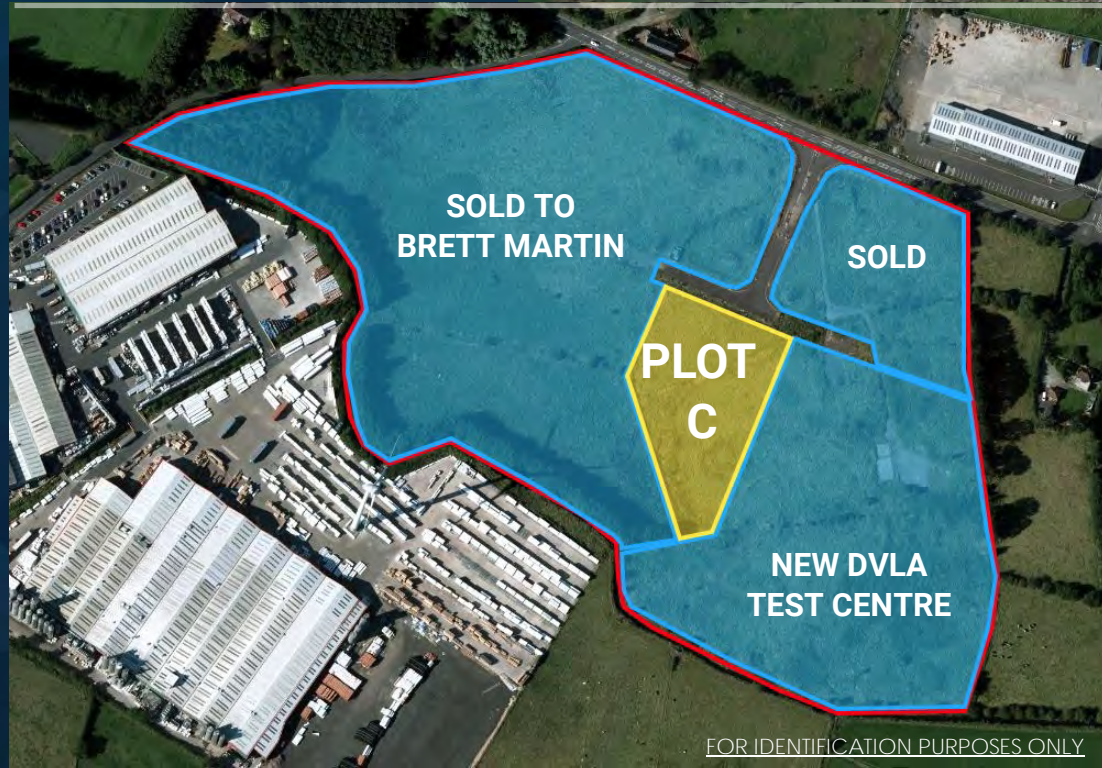 SOLD TO
BRETT MARTIN
SOLD
PLOT
C
NEW DVLA
TEST CENTRE
FOR IDENTIFICATION PURPOSES ONLY